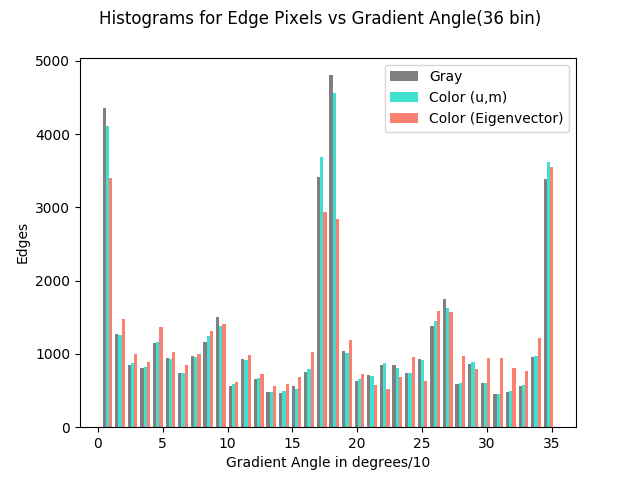 Histograms for Edge Pixels vs Gradient Angle(36 bin)
Gray
Color (u,m)
Color (Eigenvector)
5000
4000
3000
2000
1000
0
Edges
0 5 10 15 20 25 30 35
Gradient Angle in degrees/10